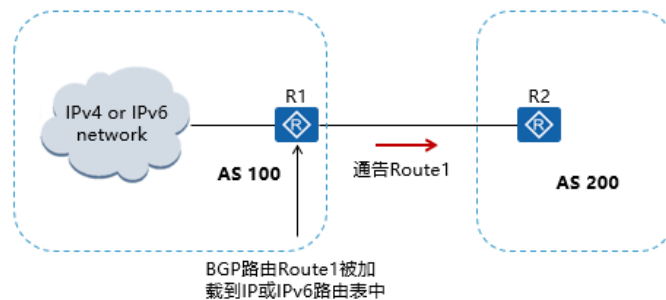 IPv4 or IPv6
network
R1
R2
AS 100
通告Route1
AS 200
BGP路由Route1被加
载到IP或IPv6路由表中